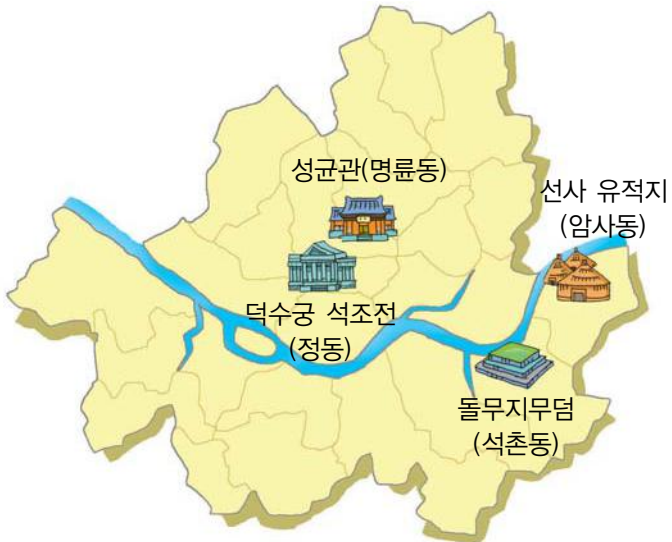 성균관(명륜동)
선사 유적지
(암사동)
덕수궁 석조전
(정동)
돌무지무덤
(석촌동)